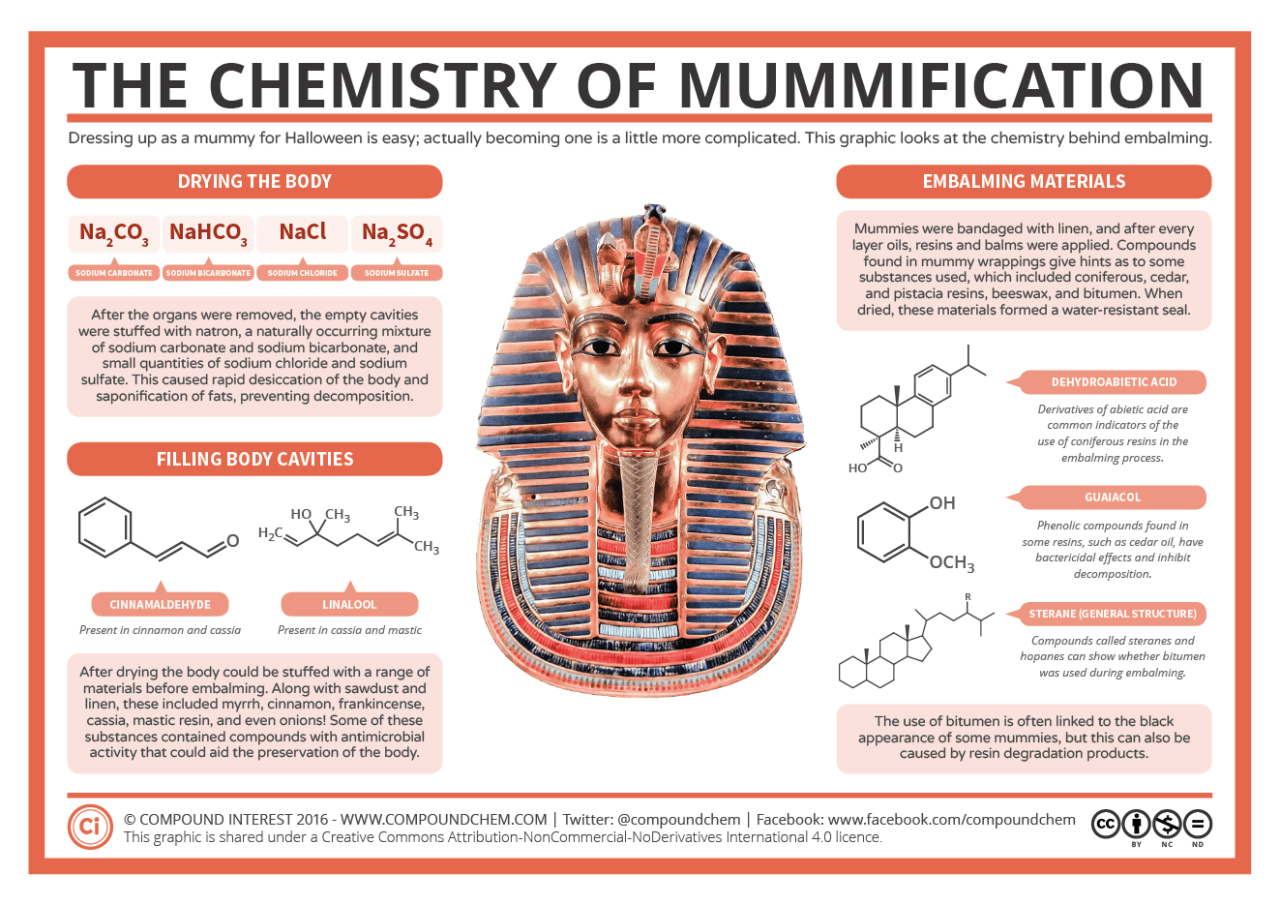 THE CHEMISTRY OF MUMMIFICATION
Dressing up as a mummy for Halloween is easy; actually becoming one is a little more complicated. This graphic looks at the chemistry behind embalming.
DRYING THE BODY
Na₂CO₃ NaHCO₃ NaCl Na₂SO₄
SODIUM CARBONATE SODIUM BICARBONATE SODIUM CHLORIDE SODIUM SULFATE
After the organs were removed, the empty cavities
were stuffed with natron, a naturally occurring mixture
of sodium carbonate and sodium bicarbonate, and
small quantities of sodium chloride and sodium
sulfate. This caused rapid desiccation of the body and
saponification of fats, preventing decomposition.
FILLING BODY CAVITIES
O
HO CH₃ CH₃
H₂C
CH₃
CINNAMALDEHYDE LINALOOL
Present in cinnamon and cassia Present in cassia and mastic
After drying the body could be stuffed with a range of
materials before embalming. Along with sawdust and
linen, these included myrrh, cinnamon, frankincense,
cassia, mastic resin, and even onions! Some of these
substances contained compounds with antimicrobial
activity that could aid the preservation of the body.
EMBALMING MATERIALS
Mummies were bandaged with linen, and after every
layer oils, resins and balms were applied. Compounds
found in mummy wrappings give hints as to some
substances used, which included coniferous, cedar,
and pistacia resins, beeswax, and bitumen. When
dried, these materials formed a water-resistant seal.
H
HO O
DEHYDROABIETIC ACID
Derivatives of abietic acid are
common indicators of the
use of coniferous resins in the
embalming process.
OH
OCH₃
GUAIACOL
Phenolic compounds found in
some resins, such as cedar oil, have
bactericidal effects and inhibit
decomposition.
R
STERANE (GENERAL STRUCTURE)
Compounds called steranes and
hopanes can show whether bitumen
was used during embalming.
The use of bitumen is often linked to the black
appearance of some mummies, but this can also be
caused by resin degradation products.
Ci
© COMPOUND INTEREST 2016 - WWW.COMPOUNDCHEM.COM | Twitter: @compoundchem | Facebook: www.facebook.com/compoundchem
This graphic is shared under a Creative Commons Attribution-NonCommercial-NoDerivatives International 4.0 licence.
cc $ =
BY NC ND